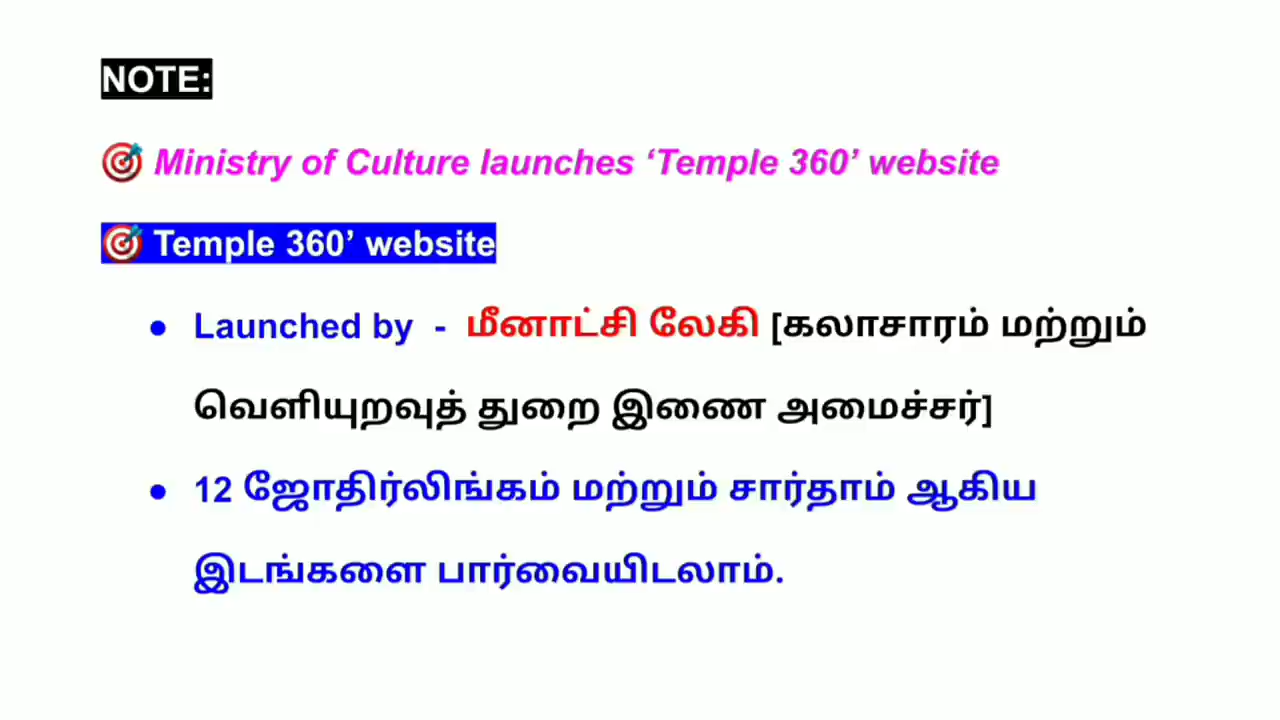 NOTE:
🎯 Ministry of Culture launches ‘Temple 360’ website
🎯 Temple 360’ website
● Launched by - மீனாட்சி லேகி [கலாசாரம் மற்றும்
வெளியுறவுத் துறை இணை அமைச்சர்]
● 12 ஜோதிர்லிங்கம் மற்றும் சார்தாம் ஆகிய
இடங்களை பார்வையிடலாம்.